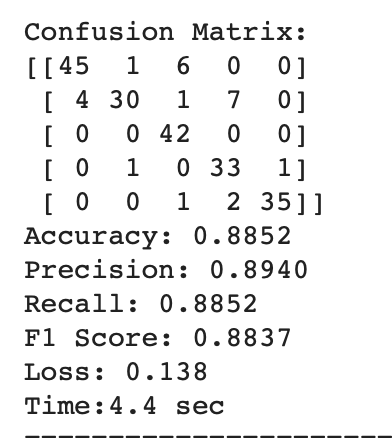 Confusion Matrix:
[[45  1  6  0  0]
 [ 4 30  1  7  0]
 [ 0  0 42  0  0]
 [ 0  1  0 33  1]
 [ 0  0  1  2 35]]
Accuracy: 0.8852
Precision: 0.8940
Recall: 0.8852
F1 Score: 0.8837
Loss: 0.138
Time:4.4 sec
----------------------